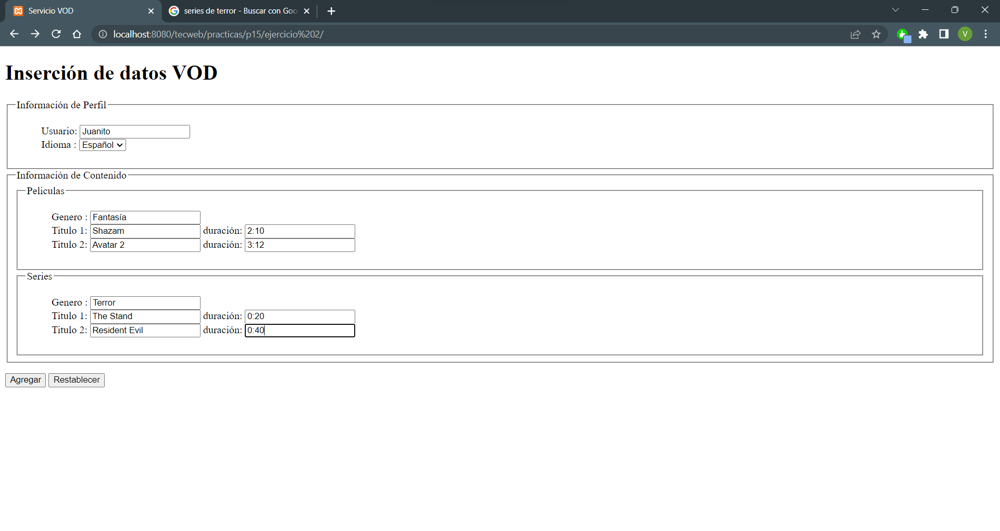 Servicio VOD
series de terror - Buscar con Goo
localhost:8080/tecweb/practicas/p15/ejercicio%202/
V
Inserción de datos VOD
Información de Perfil
Usuario: Juanito
Idioma : Español
Información de Contenido
Peliculas
Genero : Fantasía
Titulo 1: Shazam duración: 2:10
Titulo 2: Avatar 2 duración: 3:12
Series
Genero : Terror
Titulo 1: The Stand duración: 0:20
Titulo 2: Resident Evil duración: 0:40
Agregar Restablecer